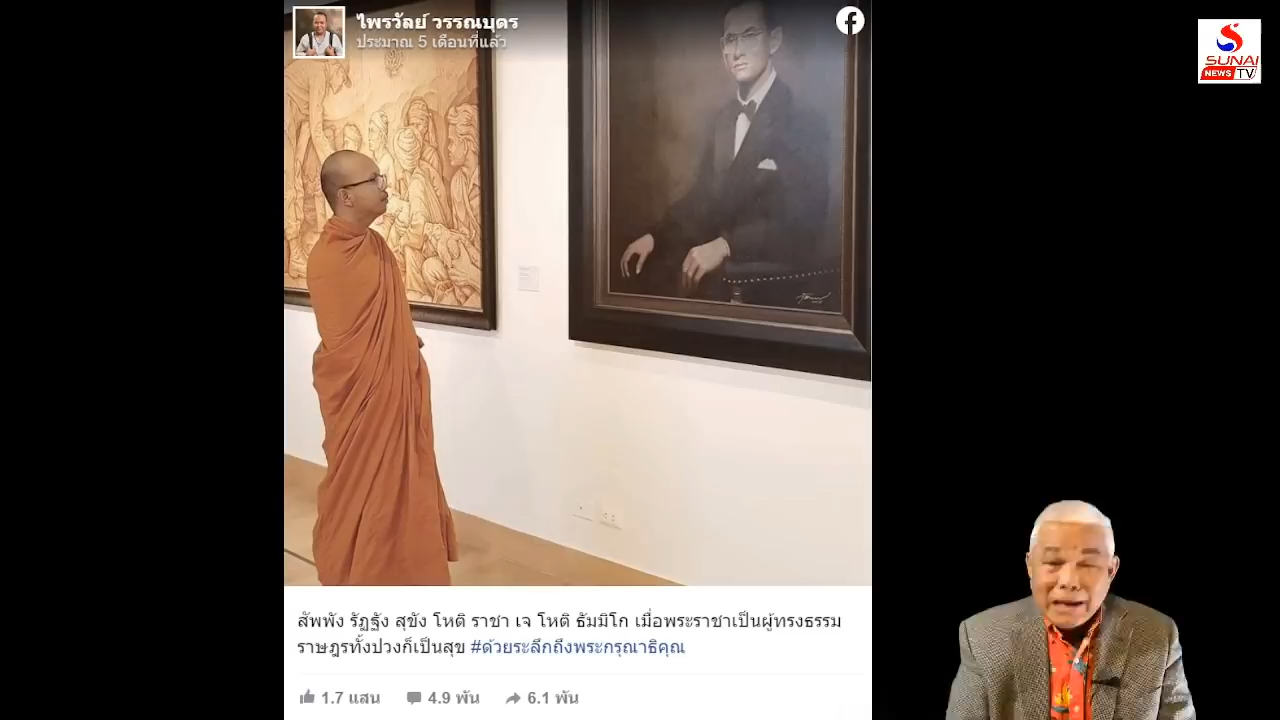 ไพรวัลย์ วรรณบุตร
ประมาณ 5 เดือนที่แล้ว
SUNAI
NEWS TV
สัพพัง รัฏฐัง สุขัง โหติ ราชา เจ โหติ ธัมมิโก เมื่อพระราชาเป็นผู้ทรงธรรม
ราษฎรทั้งปวงก็เป็นสุข #ด้วยระลึกถึงพระกรุณาธิคุณ
1.7 แสน 4.9 พัน 6.1 พัน